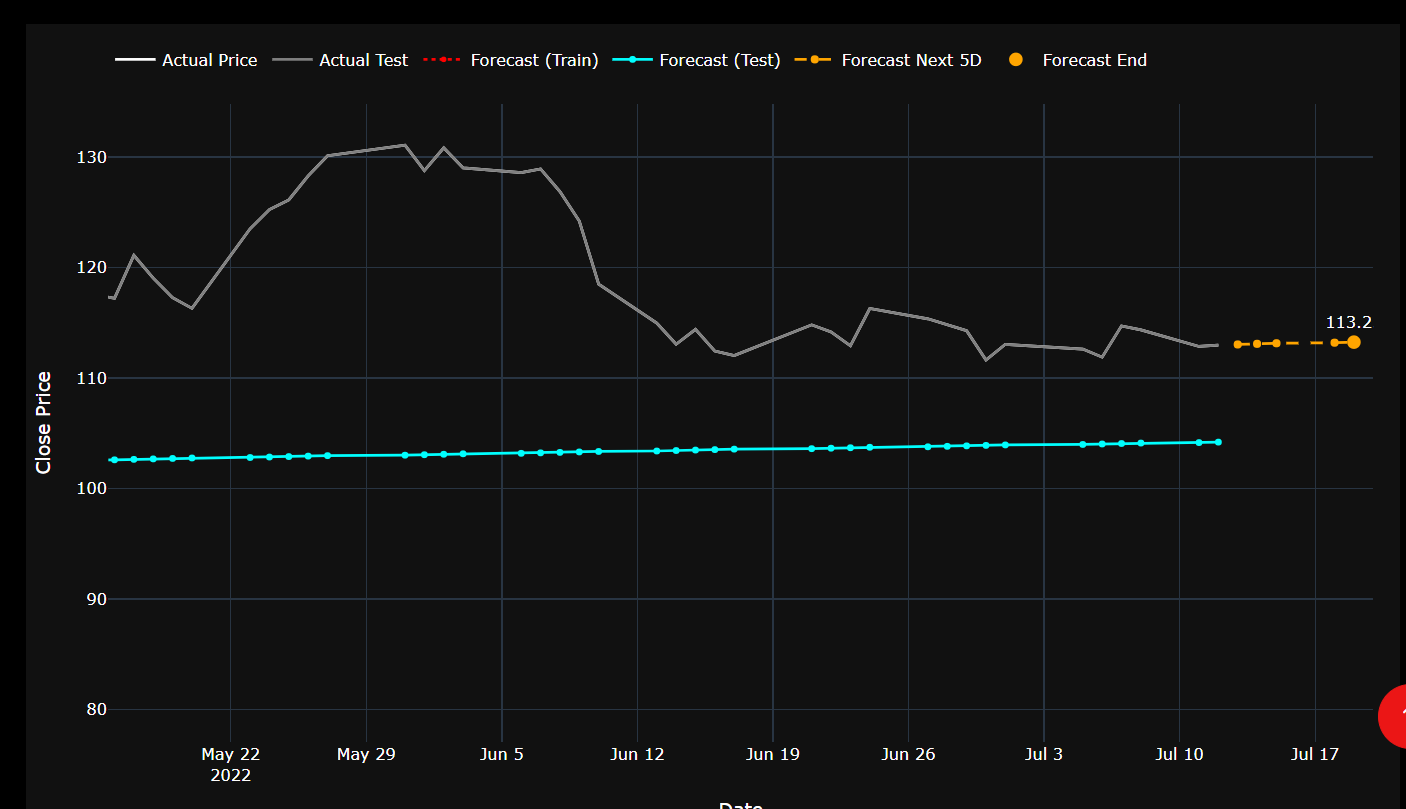 Actual Price Actual Test Forecast (Train) Forecast (Test) Forecast Next 5D Forecast End
130
120
113.2
110
Close Price
100
90
80
May 22 May 29 Jun 5 Jun 12 Jun 19 Jun 26 Jul 3 Jul 10 Jul 17
2022
Date